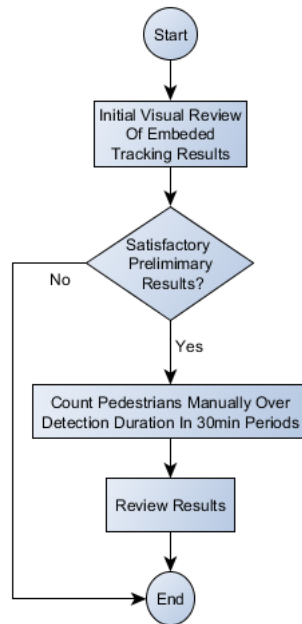 Start
Initial Visual Review
Of Embeded
Tracking Results
Satisfactory
Prelimimary
Results?
No
Yes
Count Pedestrians Manually Over
Detection Duration In 30min Periods
Review Results
End